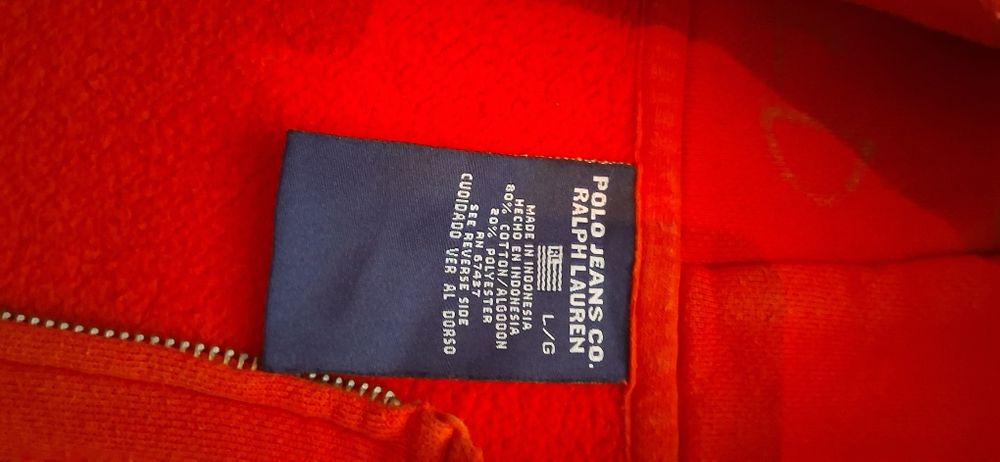 POLO JEANS CO.
RALPH LAUREN
L/G
MADE IN INDONESIA
HECHO EN INDONESIA
80% COTTON/ALGODON
20% POLYESTER
RN 67437
SEE REVERSE SIDE
CUIDADO VER AL DORSO